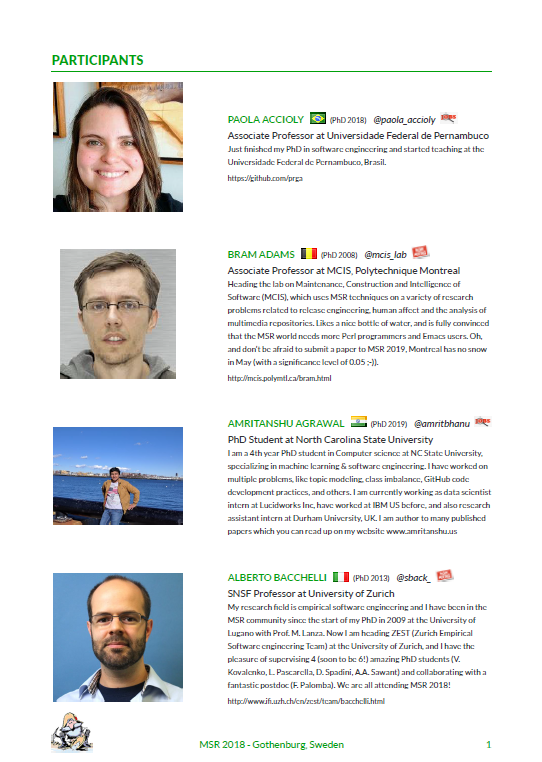 PARTICIPANTS
PAOLA ACCIOLY (PhD 2018) @paola_accioly
Associate Professor at Universidade Federal de Pernambuco
Just finished my PhD in software engineering and started teaching at the
Universidade Federal de Pernambuco, Brasil.
https://github.com/prga
BRAM ADAMS (PhD 2008) @mcis_lab
Associate Professor at MCIS, Polytechnique Montreal
Heading the lab on Maintenance, Construction and Intelligence of
Software (MCIS), which uses MSR techniques on a variety of research
problems related to release engineering, human affect and the analysis of
multimedia repositories. Likes a nice bottle of water, and is fully convinced
that the MSR world needs more Perl programmers and Emacs users. Oh,
and don't be afraid to submit a paper to MSR 2019, Montreal has no snow
in May (with a significance level of 0.05 ;-)).
http://mcis.polymtl.ca/bram.html
AMRITANSHU AGRAWAL (PhD 2019) @amritbhanu
PhD Student at North Carolina State University
I am a 4th year PhD student in Computer science at NC State University,
specializing in machine learning & software engineering. I have worked on
multiple problems, like topic modeling, class imbalance, GitHub code
development practices, and others. I am currently working as data scientist
intern at Lucidworks Inc, have worked at IBM US before, and also research
assistant intern at Durham University, UK. I am author to many published
papers which you can read up on my website www.amritanshu.us
ALBERTO BACCHELLI (PhD 2013) @sback_
SNSF Professor at University of Zurich
My research field is empirical software engineering and I have been in the
MSR community since the start of my PhD in 2009 at the University of
Lugano with Prof. M. Lanza. Now I am heading ZEST (Zurich Empirical
Software engineering Team) at the University of Zurich, and I have the
pleasure of supervising 4 (soon to be 6!) amazing PhD students (V.
Kovalenko, L. Pascarella, D. Spadini, A.A. Sawant) and collaborating with a
fantastic postdoc (F. Palomba). We are all attending MSR 2018!
http://www.ifi.uzh.ch/en/zest/team/bacchelli.html
MSR 2018 - Gothenburg, Sweden 1